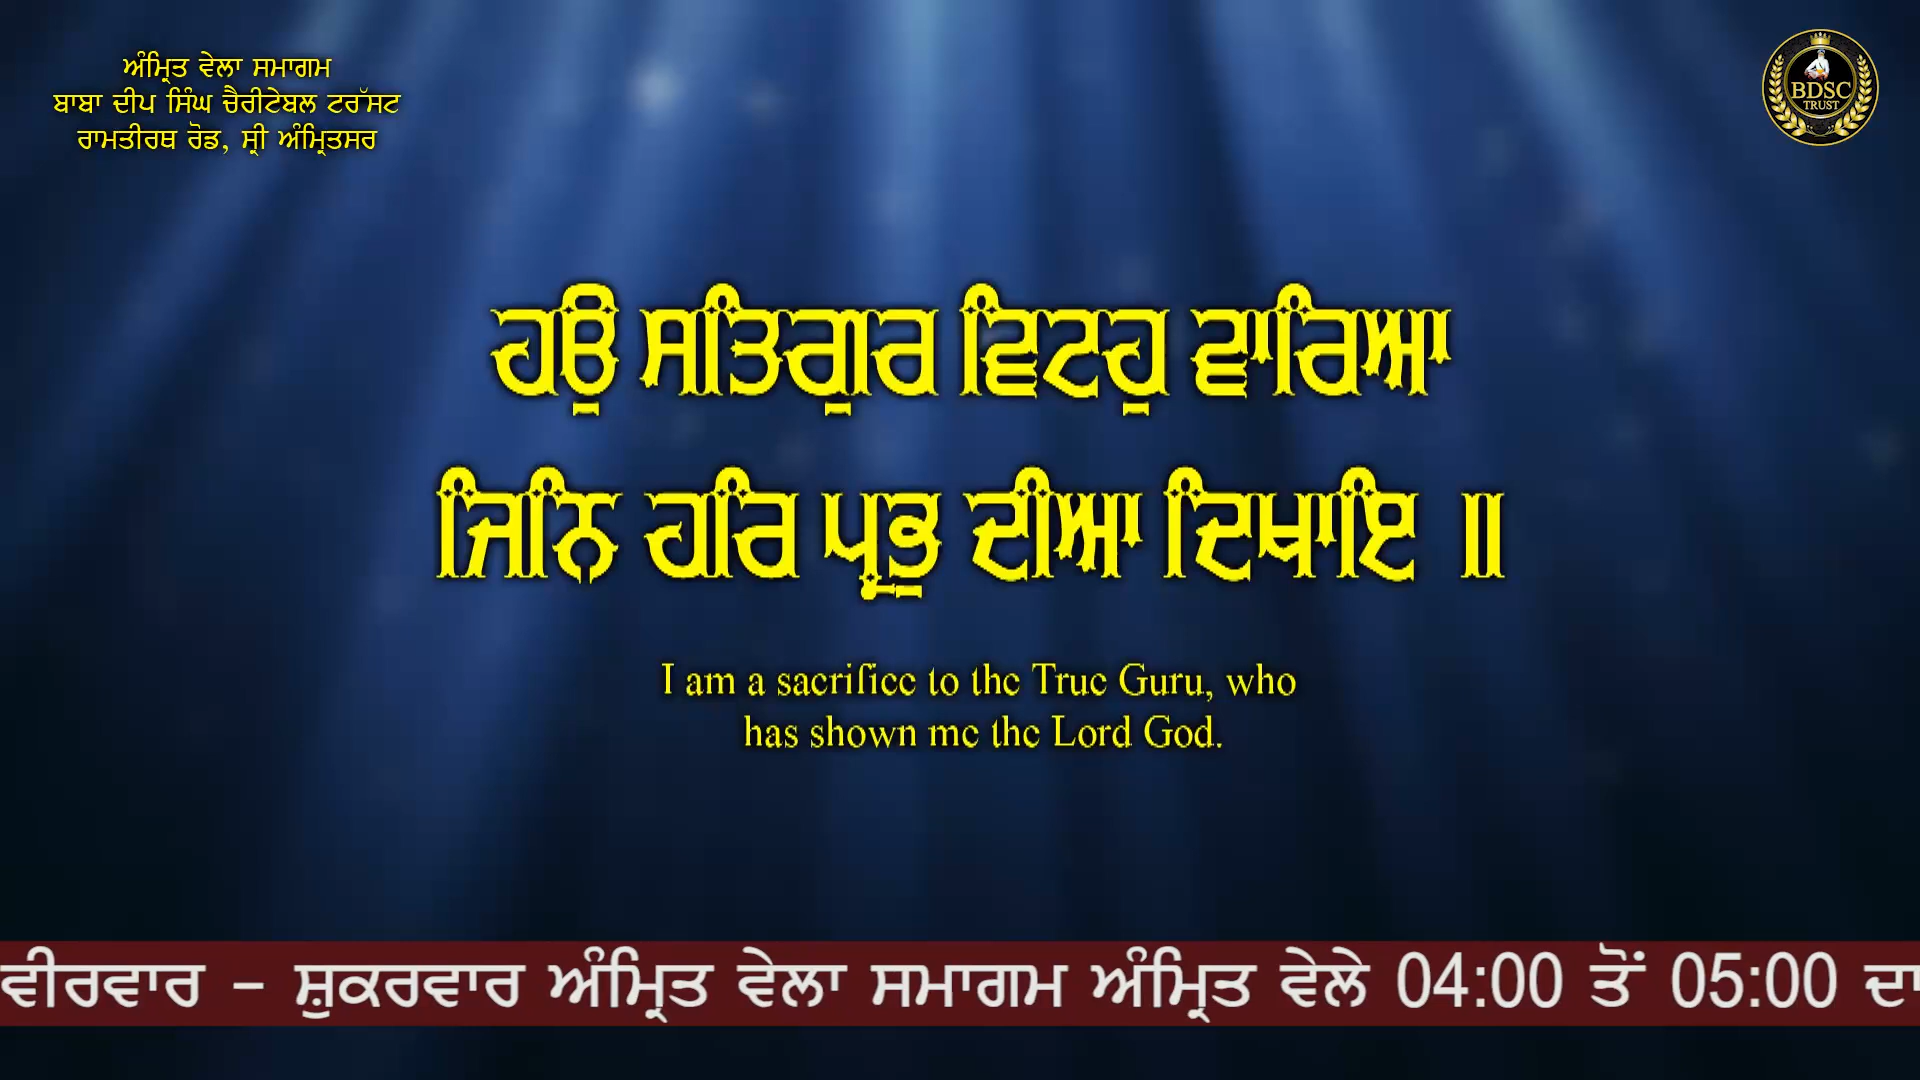 ਅੰਮ੍ਰਿਤ ਵੇਲਾ ਸਮਾਗਮ
ਬਾਬਾ ਦੀਪ ਸਿੰਘ ਚੈਰੀਟੇਬਲ ਟਰੱਸਟ
ਰਾਮਤੀਰਥ ਰੋਡ, ਸ੍ਰੀ ਅੰਮ੍ਰਿਤਸਰ
BDSC
TRUST
ਹਉ ਸਤਿਗੁਰ ਵਿਟਹੁ ਵਾਰਿਆ
ਜਿਨਿ ਹਰਿ ਪ੍ਰਭੁ ਦੀਆ ਦਿਖਾਇ ॥
I am a sacrifice to the True Guru, who
has shown me the Lord God.
ਵੀਰਵਾਰ - ਸ਼ੁਕਰਵਾਰ ਅੰਮ੍ਰਿਤ ਵੇਲਾ ਸਮਾਗਮ ਅੰਮ੍ਰਿਤ ਵੇਲੇ 04:00 ਤੋਂ 05:00 ਦਾ